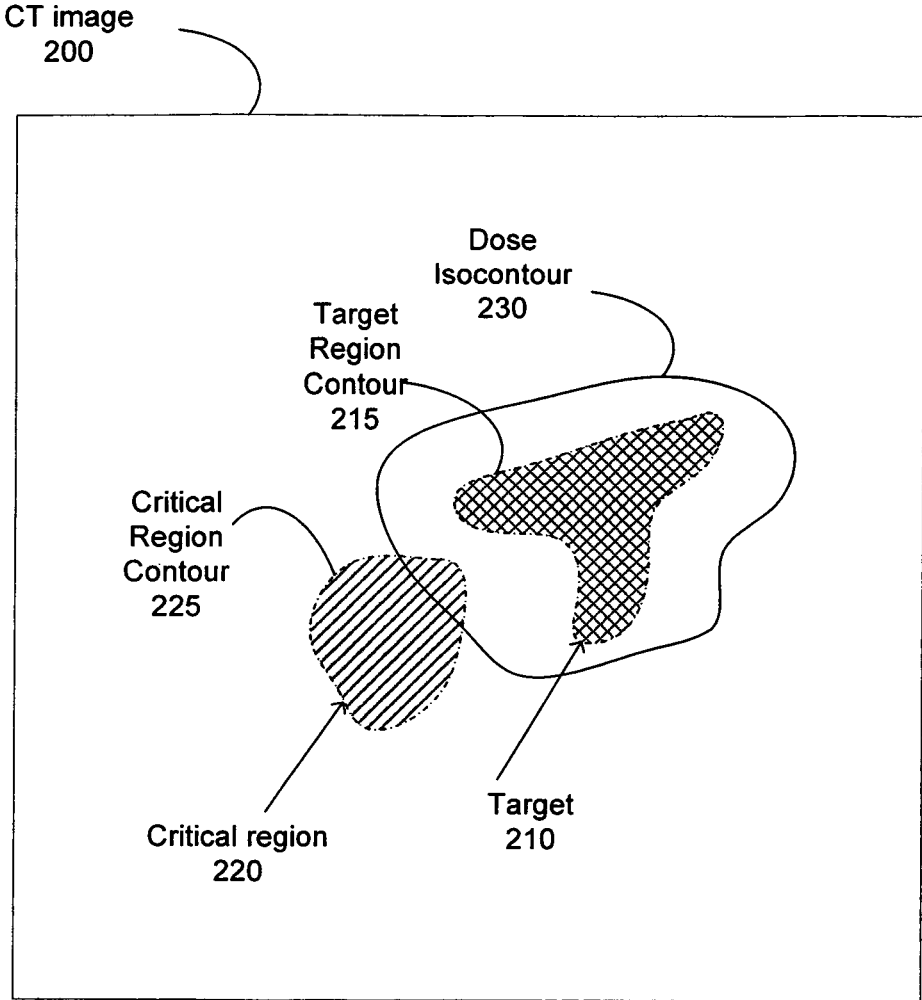 CT image
200
Dose
Isocontour
230
Target
Region
Contour
215
Critical
Region
Contour
225
Critical region
220
Target
210